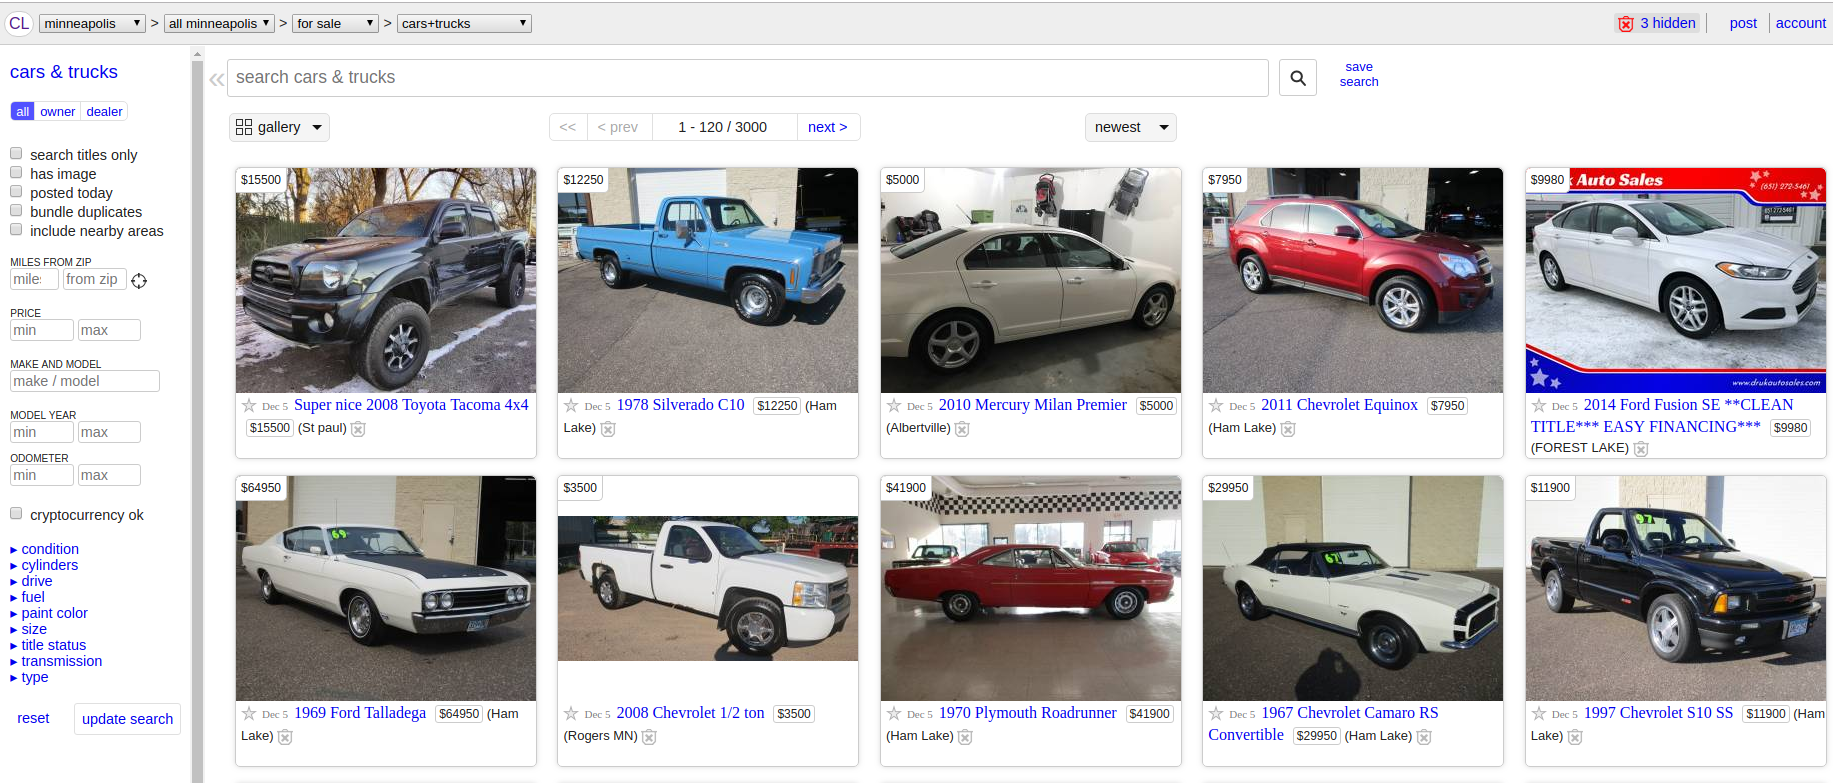 CL minneapolis > all minneapolis > for sale > cars+trucks 3 hidden post account
cars & trucks
all owner dealer
search titles only
has image
posted today
bundle duplicates
include nearby areas
MILES FROM ZIP
miles from zip
PRICE
min max
MAKE AND MODEL
make / model
MODEL YEAR
min max
ODOMETER
min max
cryptocurrency ok
▸ condition
▸ cylinders
▸ drive
▸ fuel
▸ paint color
▸ size
▸ title status
▸ transmission
▸ type
reset update search
« search cars & trucks save
search
gallery << < prev 1 - 120 / 3000 next > newest
$15500
Dec 5 Super nice 2008 Toyota Tacoma 4x4
$15500 (St paul)
$12250
Dec 5 1978 Silverado C10 $12250 (Ham
Lake)
$5000
Dec 5 2010 Mercury Milan Premier $5000
(Albertville)
$7950
Dec 5 2011 Chevrolet Equinox $7950
(Ham Lake)
$9980
k Auto Sales
(651) 272-5461
651 272-5461
www.drukautosales.com
Dec 5 2014 Ford Fusion SE **CLEAN
TITLE*** EASY FINANCING*** $9980
(FOREST LAKE)
$64950
69
Dec 5 1969 Ford Talladega $64950 (Ham
Lake)
$3500
Dec 5 2008 Chevrolet 1/2 ton $3500
(Rogers MN)
$41900
Dec 5 1970 Plymouth Roadrunner $41900
(Ham Lake)
$29950
67
Dec 5 1967 Chevrolet Camaro RS
Convertible $29950 (Ham Lake)
$11900
97
Dec 5 1997 Chevrolet S10 SS $11900 (Ham
Lake)